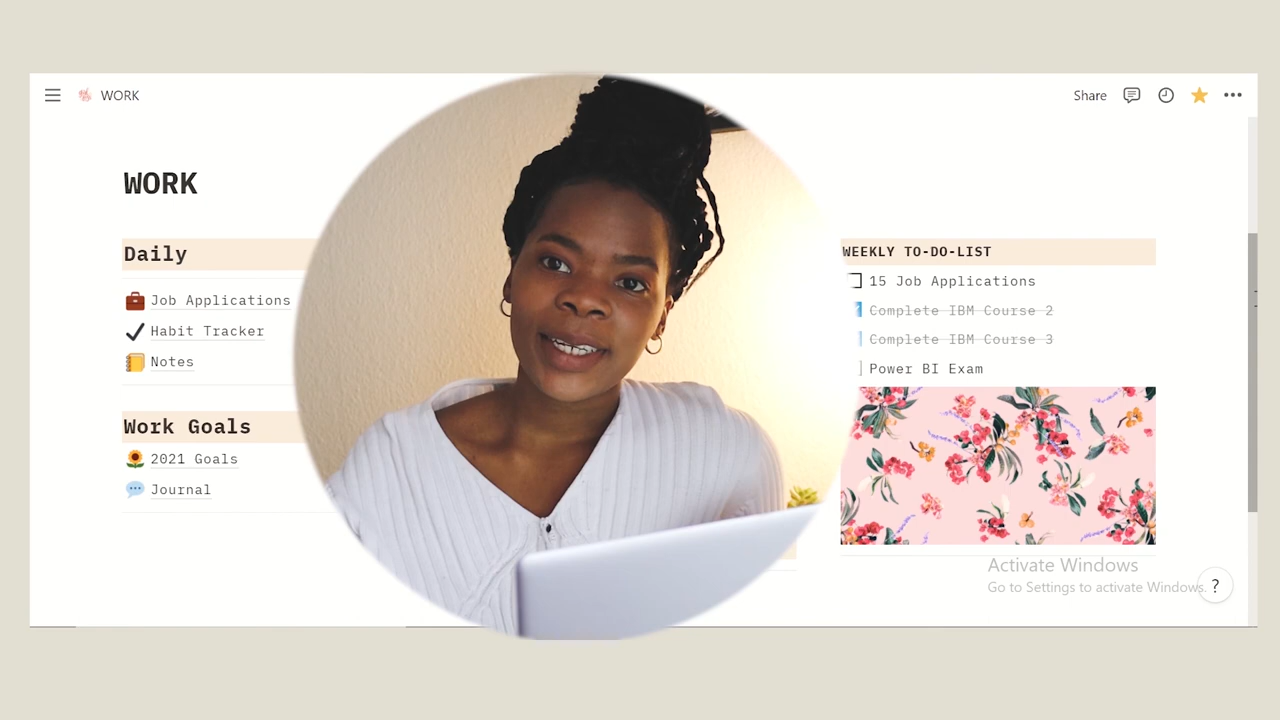 WORK
Share
WORK
Daily
Job Applications
Habit Tracker
Notes
Work Goals
2021 Goals
Journal
WEEKLY TO-DO-LIST
15 Job Applications
Complete IBM Course 2
Complete IBM Course 3
Power BI Exam
Activate Windows
Go to Settings to activate Windows.
?